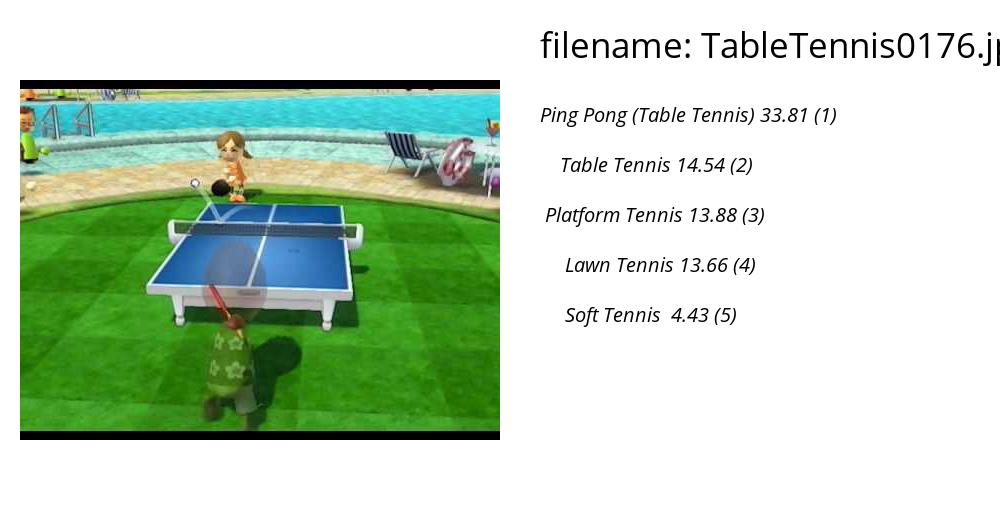 filename: TableTennis0176.jp
Ping Pong (Table Tennis) 33.81 (1)
Table Tennis 14.54 (2)
Platform Tennis 13.88 (3)
Lawn Tennis 13.66 (4)
Soft Tennis  4.43 (5)